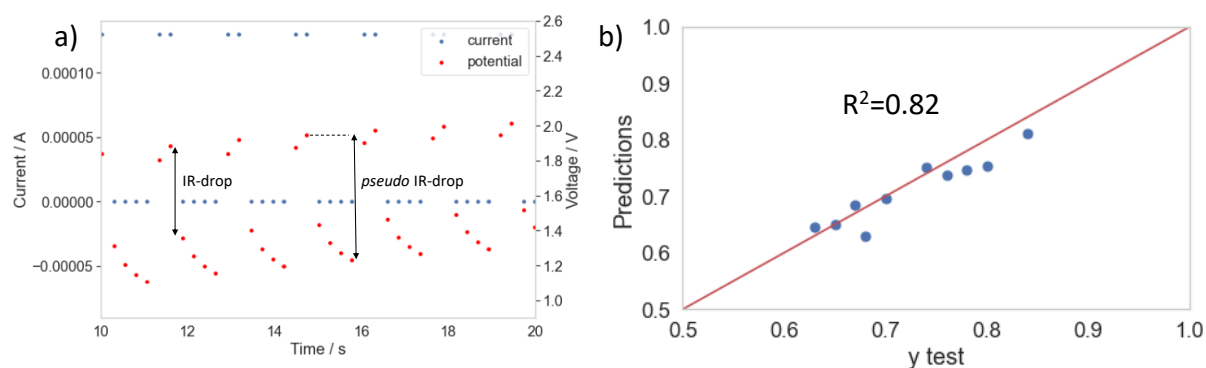 a)
current
potential
Current / A
0.00010
0.00005
0.00000
−0.00005
IR-drop
pseudo IR-drop
2.6
2.4
2.2
2.0
1.8
1.6
1.4
1.2
1.0
Voltage / V
10
12
14
16
18
20
Time / s
b)
R²=0.82
Predictions
1.0
0.9
0.8
0.7
0.6
0.5
0.5
0.6
0.7
0.8
0.9
1.0
y test